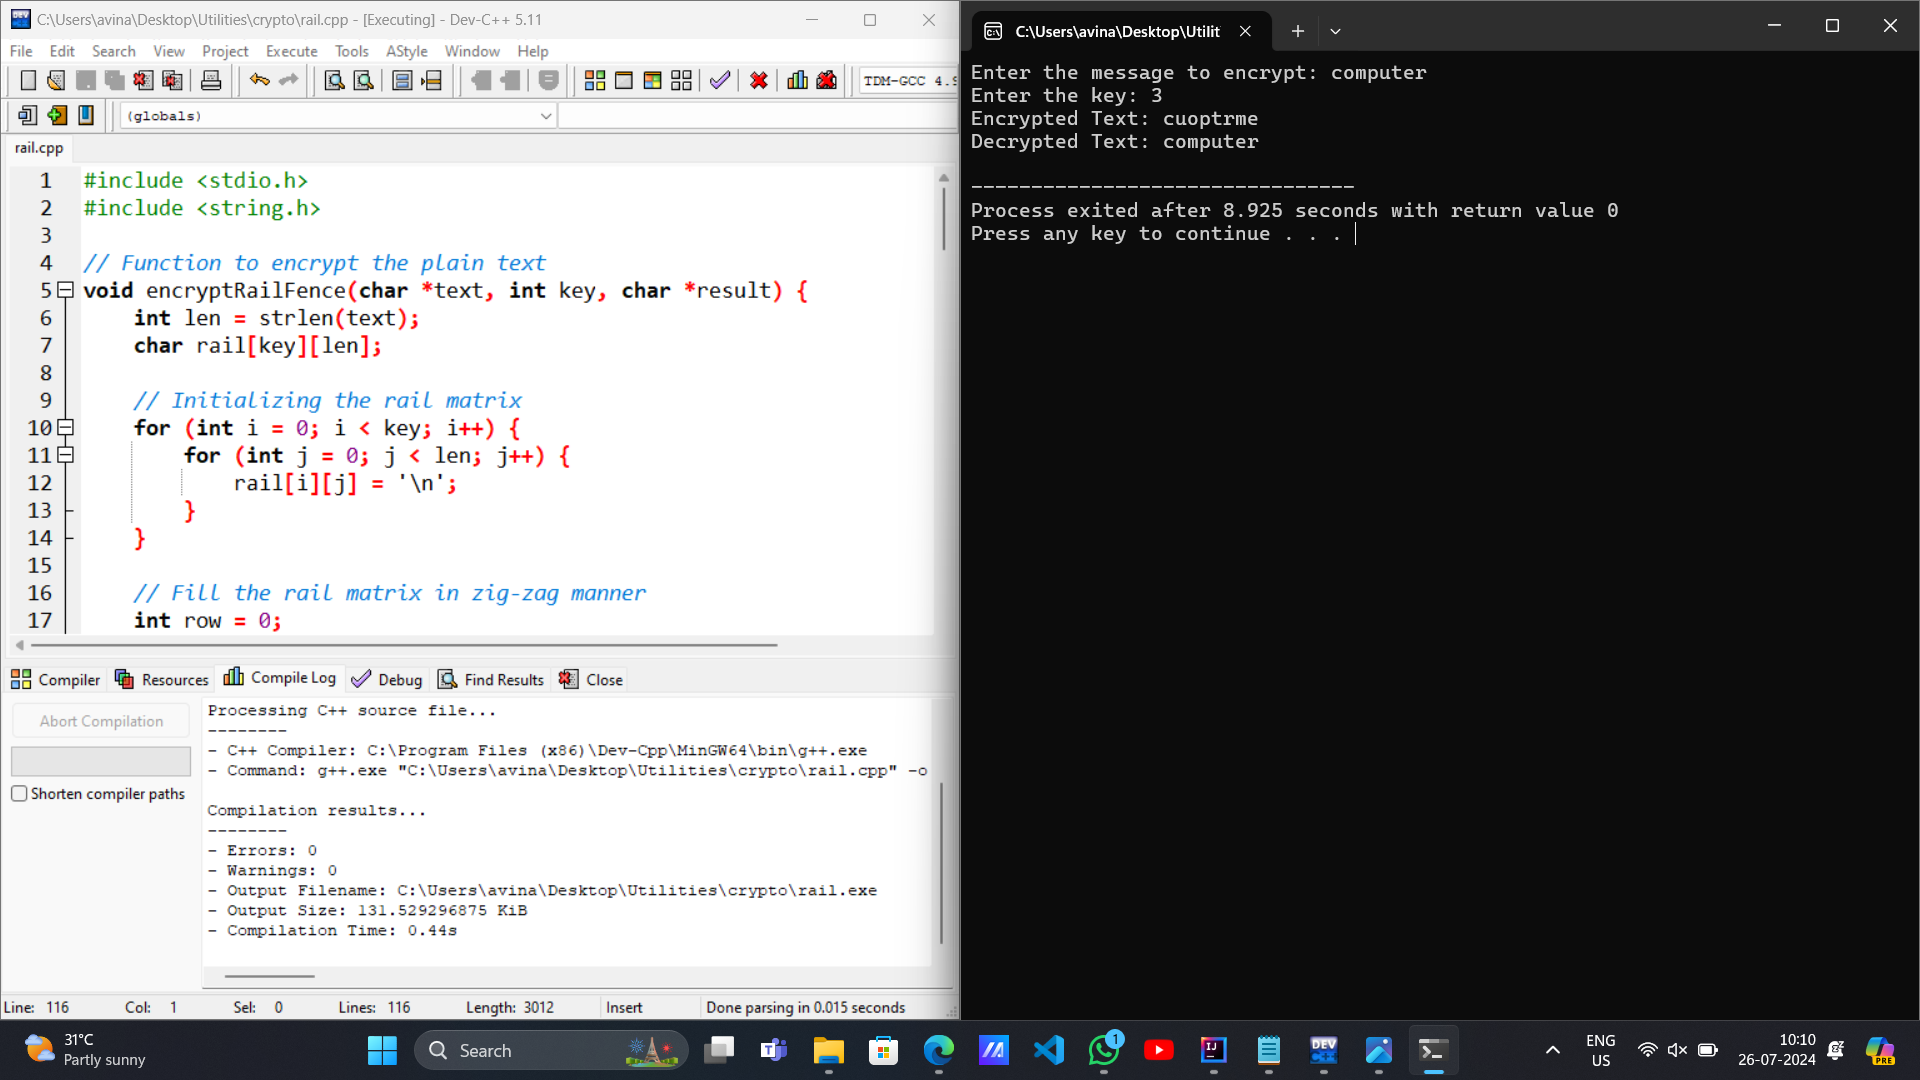 C:\Users\avina\Desktop\Utilities\crypto\rail.cpp - [Executing] - Dev-C++ 5.11
File Edit Search View Project Execute Tools AStyle Window Help
TDM-GCC 4.9
(globals)
rail.cpp
1 #include <stdio.h>
2 #include <string.h>
3
4 // Function to encrypt the plain text
5 void encryptRailFence(char *text, int key, char *result) {
6 int len = strlen(text);
7 char rail[key][len];
8
9 // Initializing the rail matrix
10 for (int i = 0; i < key; i++) {
11 for (int j = 0; j < len; j++) {
12 rail[i][j] = '\n';
13 }
14 }
15
16 // Fill the rail matrix in zig-zag manner
17 int row = 0;
Compiler Resources Compile Log Debug Find Results Close
Abort Compilation
Shorten compiler paths
Processing C++ source file...
--------
- C++ Compiler: C:\Program Files (x86)\Dev-Cpp\MinGW64\bin\g++.exe
- Command: g++.exe "C:\Users\avina\Desktop\Utilities\crypto\rail.cpp" -o
Compilation results...
--------
- Errors: 0
- Warnings: 0
- Output Filename: C:\Users\avina\Desktop\Utilities\crypto\rail.exe
- Output Size: 131.529296875 KiB
- Compilation Time: 0.44s
Line: 116 Col: 1 Sel: 0 Lines: 116 Length: 3012 Insert Done parsing in 0.015 seconds
C:\Users\avina\Desktop\Utilit
Enter the message to encrypt: computer
Enter the key: 3
Encrypted Text: cuoptrme
Decrypted Text: computer
--------------------------------
Process exited after 8.925 seconds with return value 0
Press any key to continue . . .
31°C
Partly sunny
Search
1
IJ
DEV
ENG
US
10:10
26-07-2024
PRE